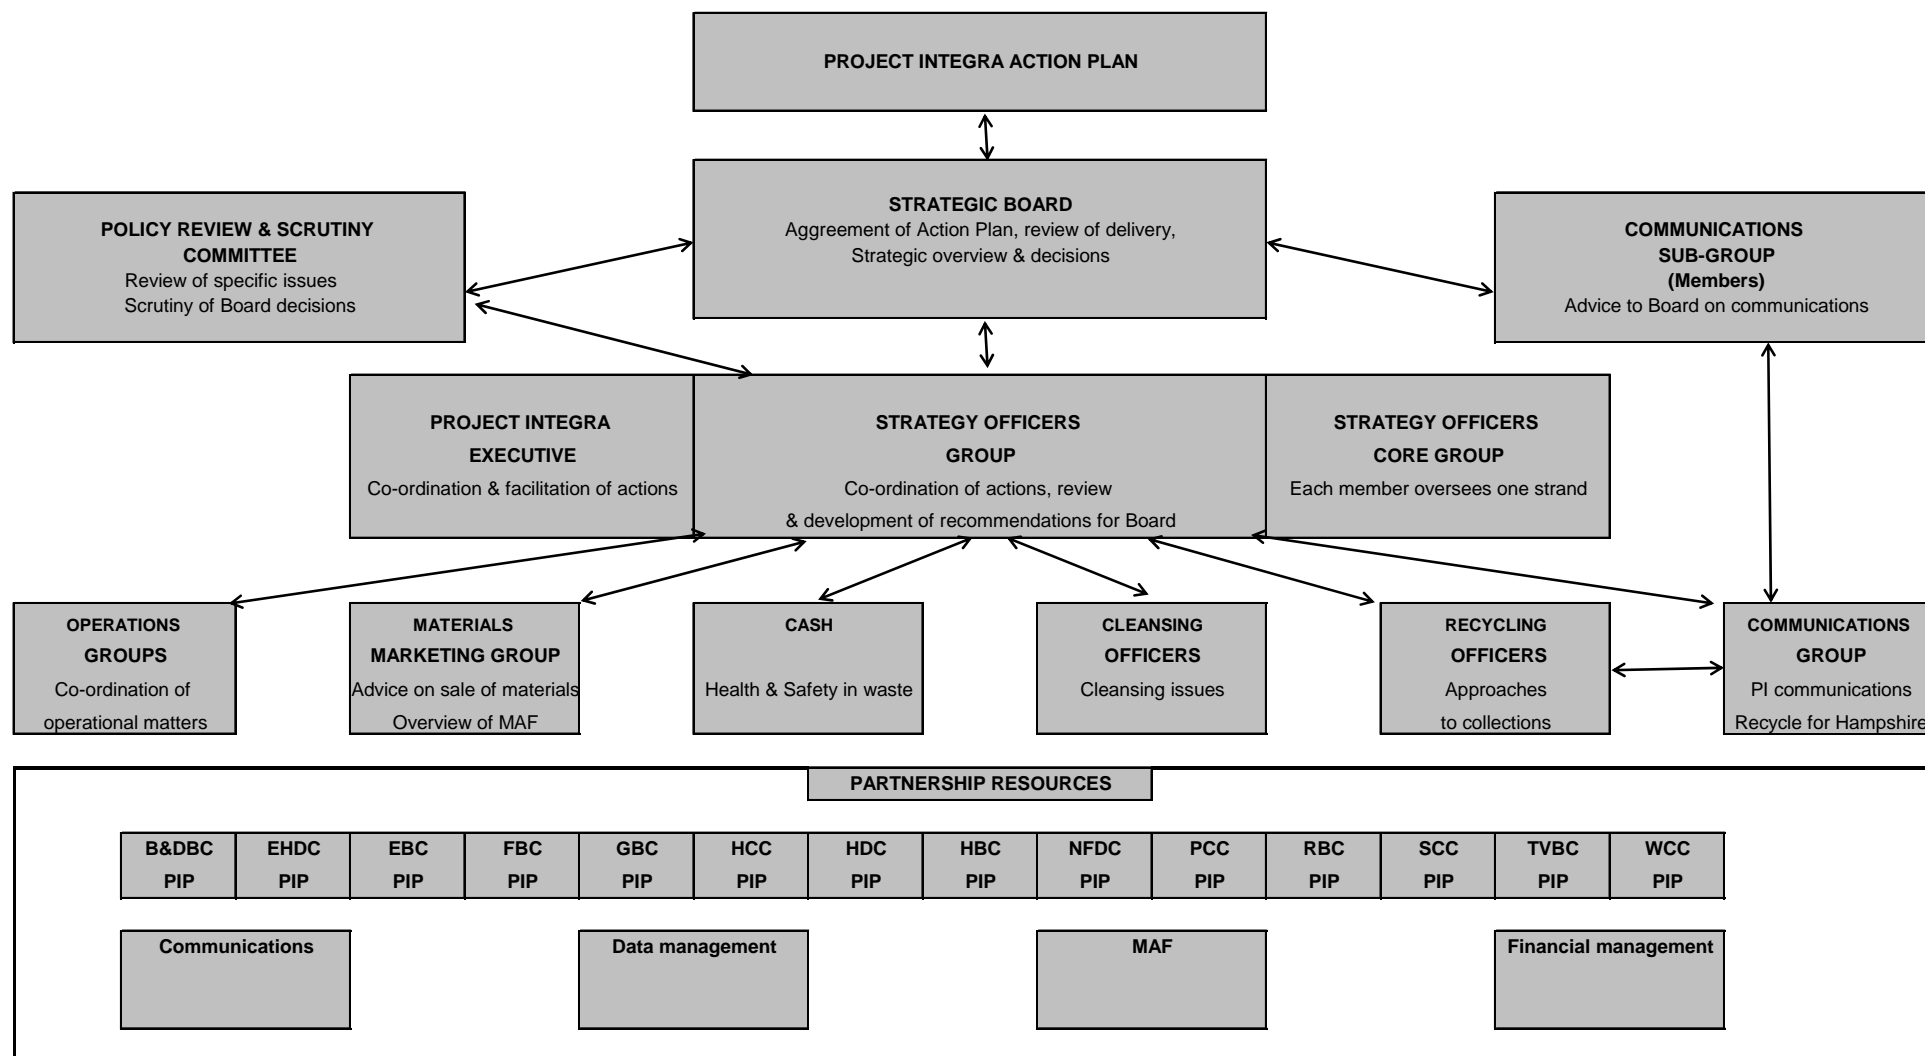 PROJECT INTEGRA ACTION PLAN
STRATEGIC BOARD
Aggreement of Action Plan, review of delivery,
Strategic overview & decisions
POLICY REVIEW & SCRUTINY
COMMITTEE
Review of specific issues
Scrutiny of Board decisions
COMMUNICATIONS
SUB-GROUP
(Members)
Advice to Board on communications
PROJECT INTEGRA
EXECUTIVE
Co-ordination & facilitation of actions
STRATEGY OFFICERS
GROUP
Co-ordination of actions, review
& development of recommendations for Board
STRATEGY OFFICERS
CORE GROUP
Each member oversees one strand
OPERATIONS
GROUPS
Co-ordination of
operational matters
MATERIALS
MARKETING GROUP
Advice on sale of materials
Overview of MAF
CASH
Health & Safety in waste
CLEANSING
OFFICERS
Cleansing issues
RECYCLING
OFFICERS
Approaches
to collections
COMMUNICATIONS
GROUP
PI communications
Recycle for Hampshire
PARTNERSHIP RESOURCES
B&DBC
PIP
EHDC
PIP
EBC
PIP
FBC
PIP
GBC
PIP
HCC
PIP
HDC
PIP
HBC
PIP
NFDC
PIP
PCC
PIP
RBC
PIP
SCC
PIP
TVBC
PIP
WCC
PIP
Communications
Data management
MAF
Financial management